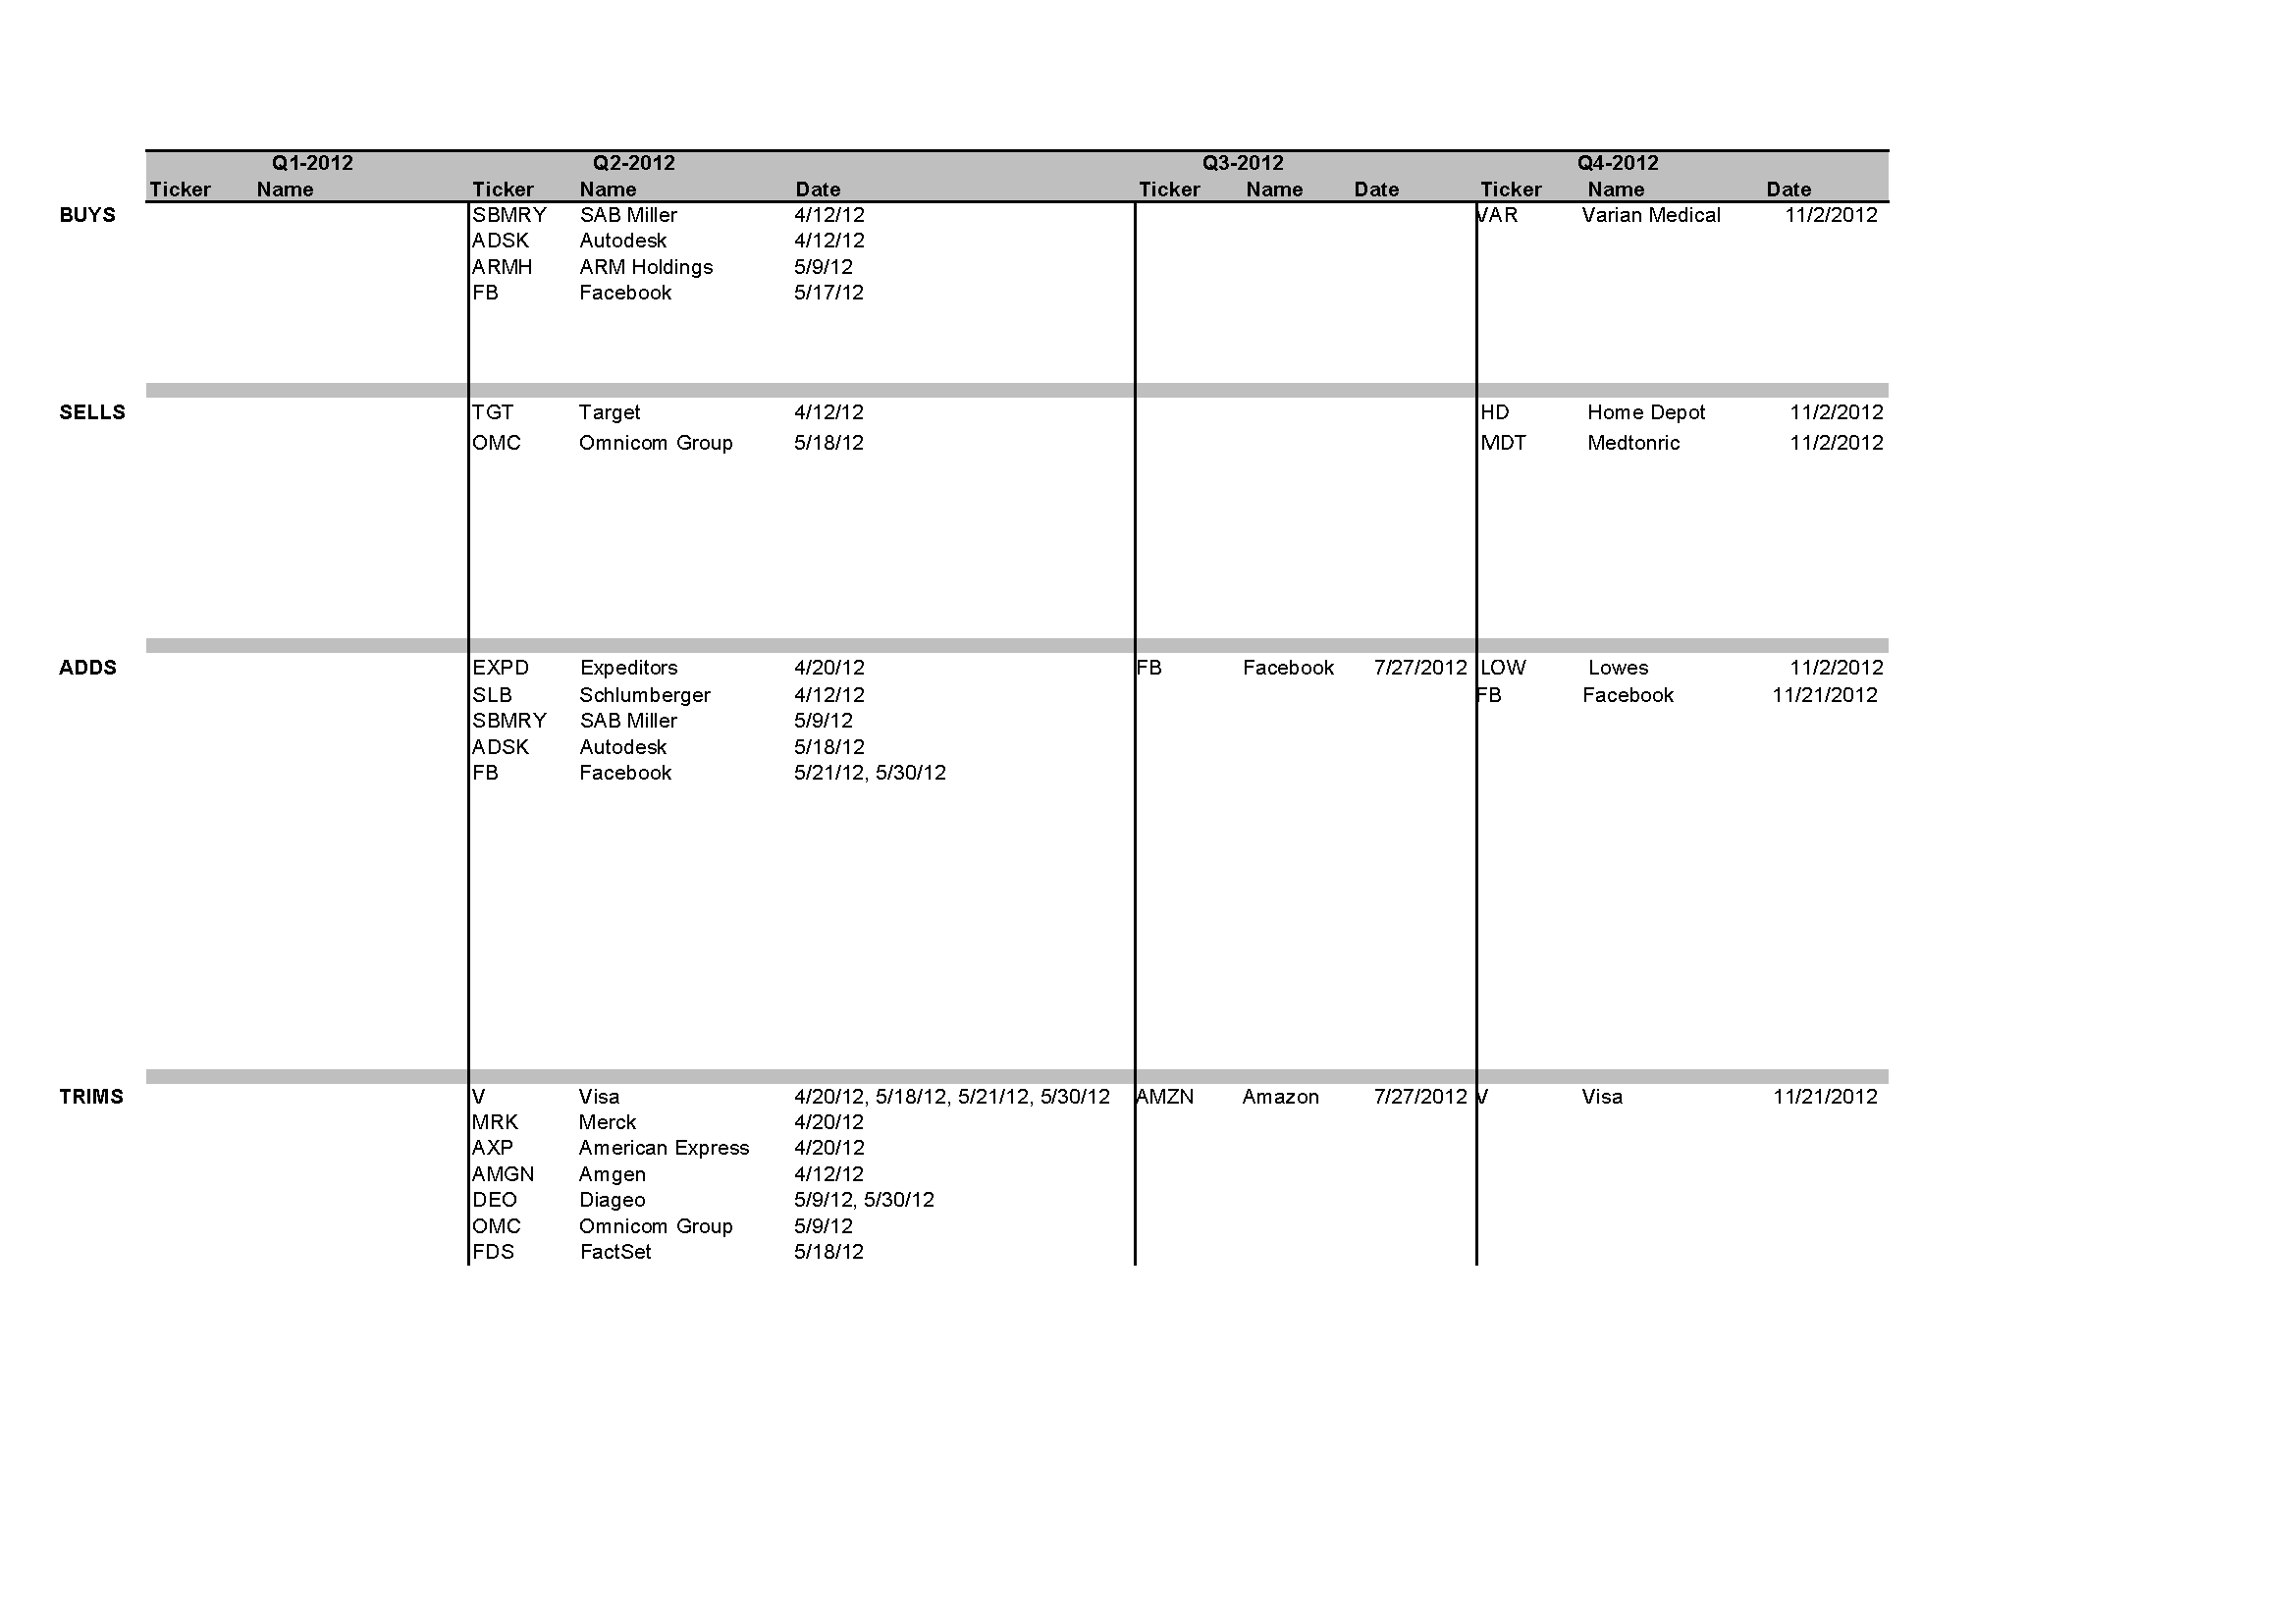 Q1-2012 Q2-2012 Q3-2012 Q4-2012
Ticker Name Ticker Name Date Ticker Name Date Ticker Name Date
BUYS SBMRY SAB Miller 4/12/12 VAR Varian Medical 11/2/2012
ADSK Autodesk 4/12/12
ARMH ARM Holdings 5/9/12
FB Facebook 5/17/12
SELLS TGT Target 4/12/12 HD Home Depot 11/2/2012
OMC Omnicom Group 5/18/12 MDT Medtonric 11/2/2012
ADDS EXPD Expeditors 4/20/12 FB Facebook 7/27/2012 LOW Lowes 11/2/2012
SLB Schlumberger 4/12/12 FB Facebook 11/21/2012
SBMRY SAB Miller 5/9/12
ADSK Autodesk 5/18/12
FB Facebook 5/21/12, 5/30/12
TRIMS V Visa 4/20/12, 5/18/12, 5/21/12, 5/30/12 AMZN Amazon 7/27/2012 V Visa 11/21/2012
MRK Merck 4/20/12
AXP American Express 4/20/12
AMGN Amgen 4/12/12
DEO Diageo 5/9/12, 5/30/12
OMC Omnicom Group 5/9/12
FDS FactSet 5/18/12